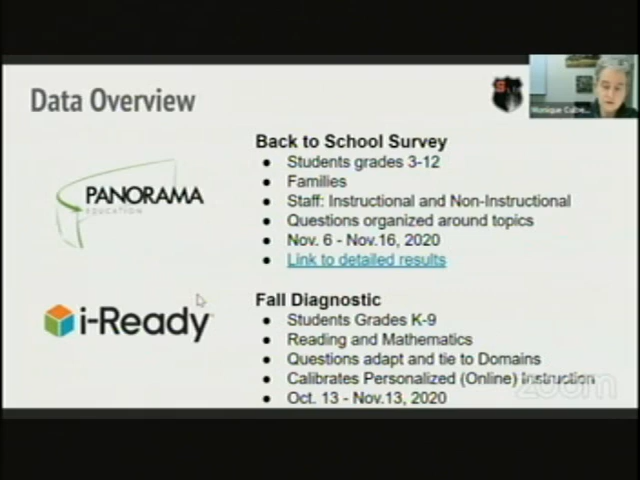 Data Overview
Back to School Survey
Students grades 3-12
Families
Staff: Instructional and Non-Instructional
Questions organized around topics
Nov. 6 - Nov.16, 2020
Link to detailed results
PANORAMA
EDUCATION
i-Ready
Fall Diagnostic
Students Grades K-9
Reading and Mathematics
Questions adapt and tie to Domains
Calibrates Personalized (Online) Instruction
Oct. 13 - Nov.13, 2020
Monique
zoom